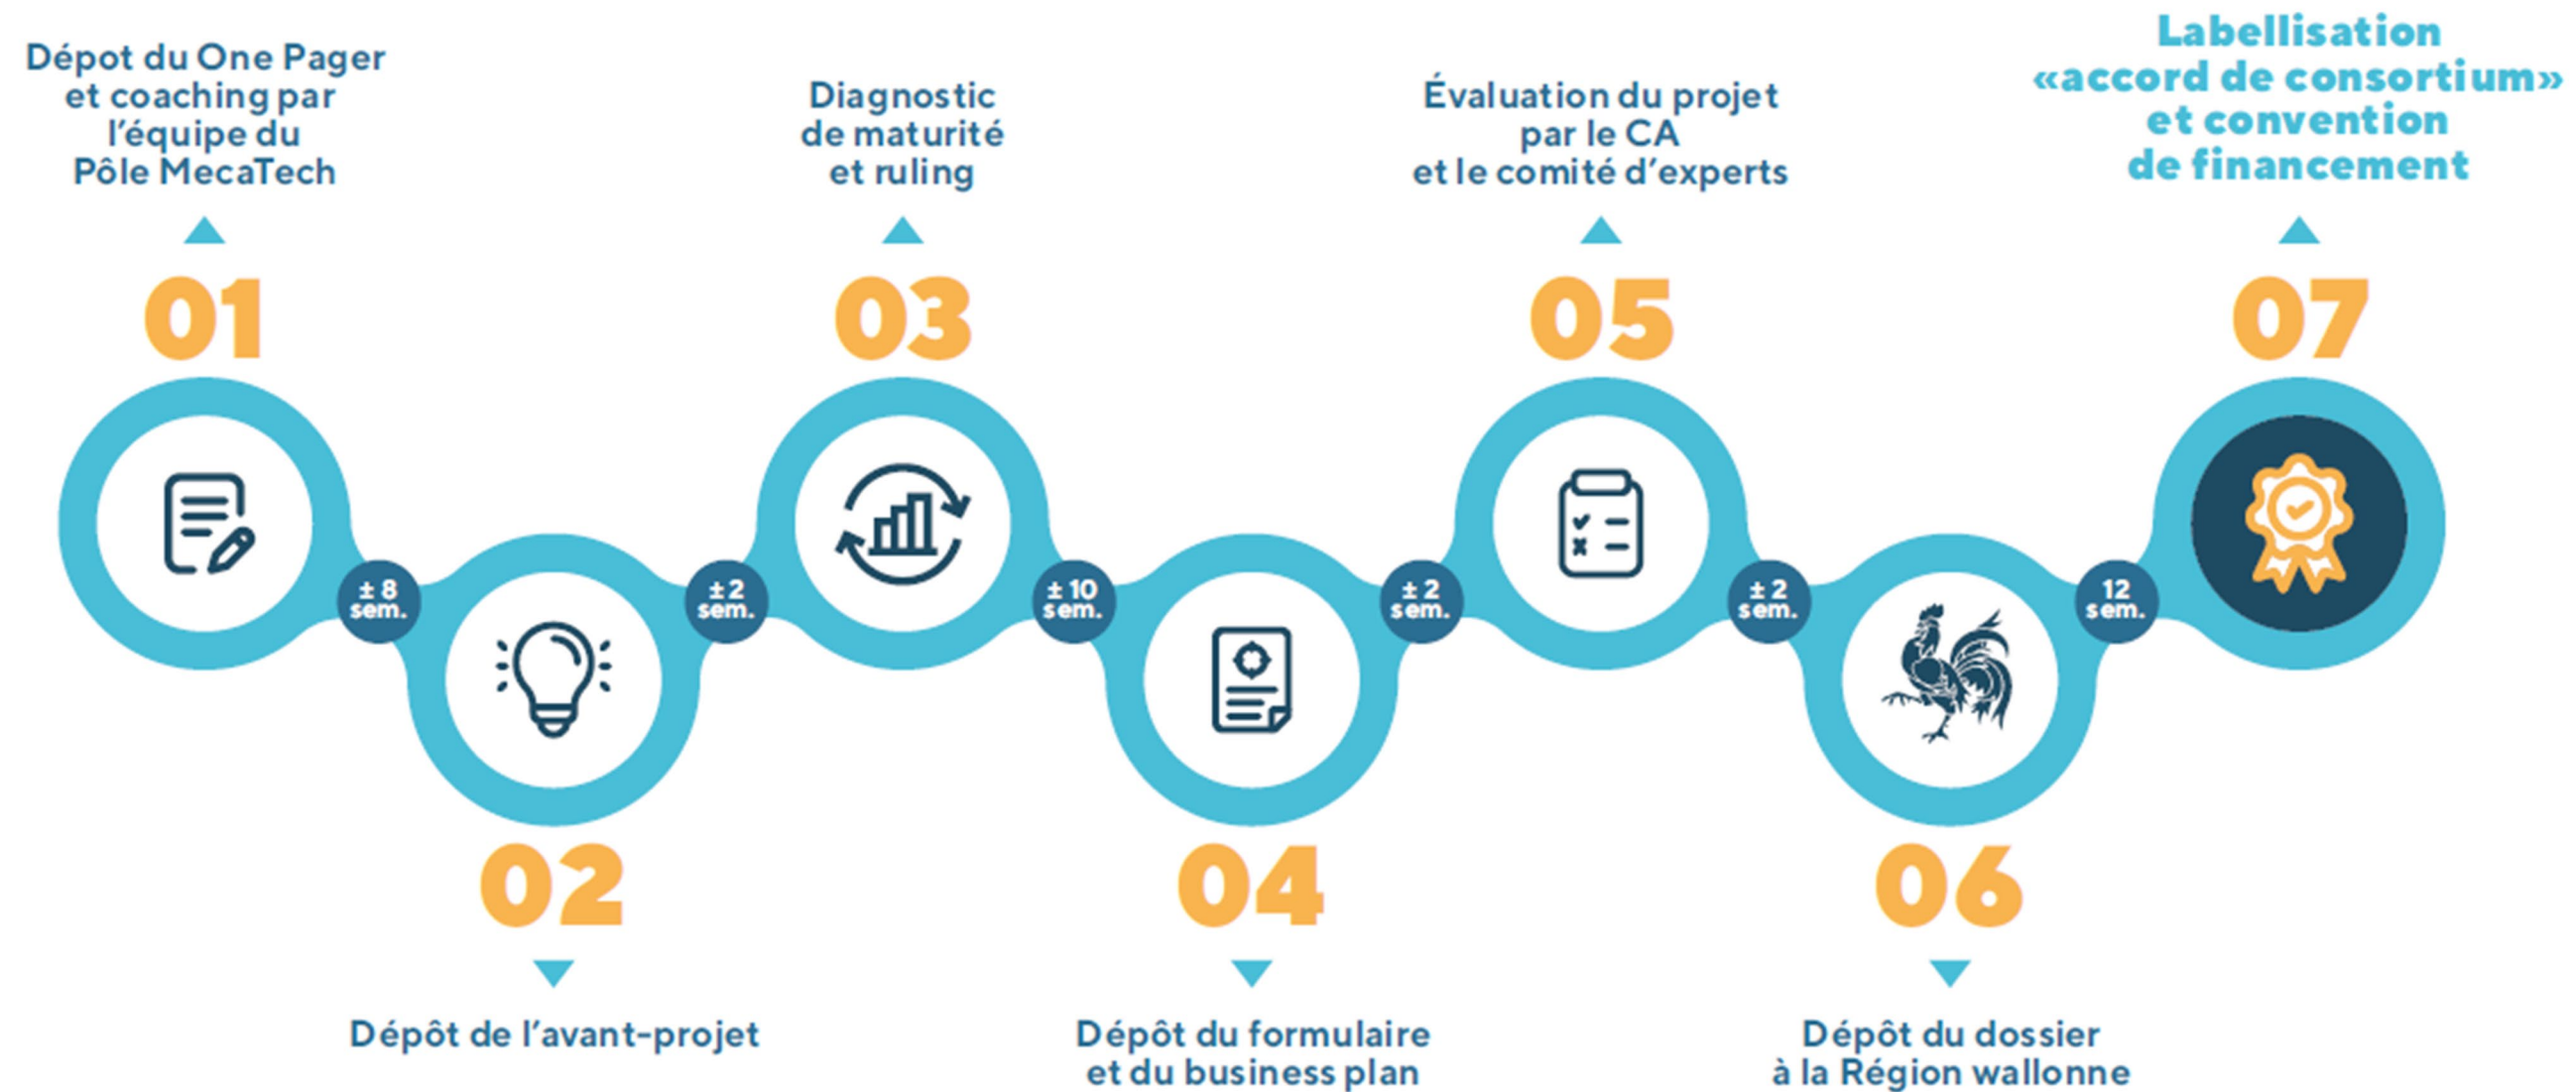 Dépot du One Pager
et coaching par
l'équipe du
Pôle MecaTech
01
± 8
sem.
02
Dépôt de l'avant-projet
± 2
sem.
Diagnostic
de maturité
et ruling
03
± 10
sem.
04
Dépôt du formulaire
et du business plan
± 2
sem.
Évaluation du projet
par le CA
et le comité d'experts
05
± 2
sem.
06
Dépôt du dossier
à la Région wallonne
12
sem.
Labellisation
«accord de consortium»
et convention
de financement
07